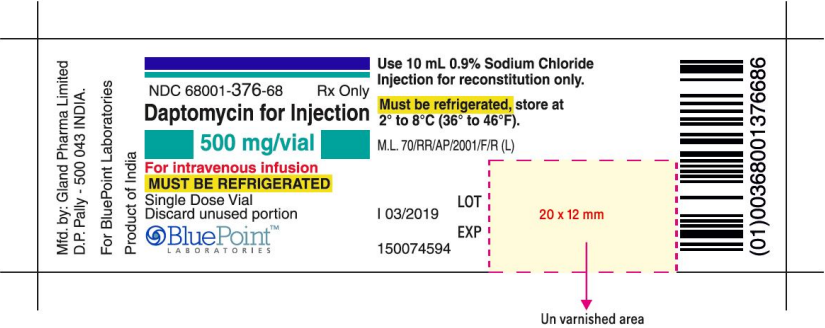 Mfd. by: Gland Pharma Limited
D.P. Pally - 500 043 INDIA.
For BluePoint Laboratories
Product of India
NDC 68001-376-68 Rx Only
Daptomycin for Injection
500 mg/vial
For intravenous infusion
MUST BE REFRIGERATED
Single Dose Vial
Discard unused portion
BluePoint™
LABORATORIES
Use 10 mL 0.9% Sodium Chloride
Injection for reconstitution only.
Must be refrigerated, store at
2° to 8°C (36° to 46°F).
M.L. 70/RR/AP/2001/F/R (L)
I 03/2019
150074594
LOT
EXP
20 x 12 mm
Un varnished area
(01)00368001376686